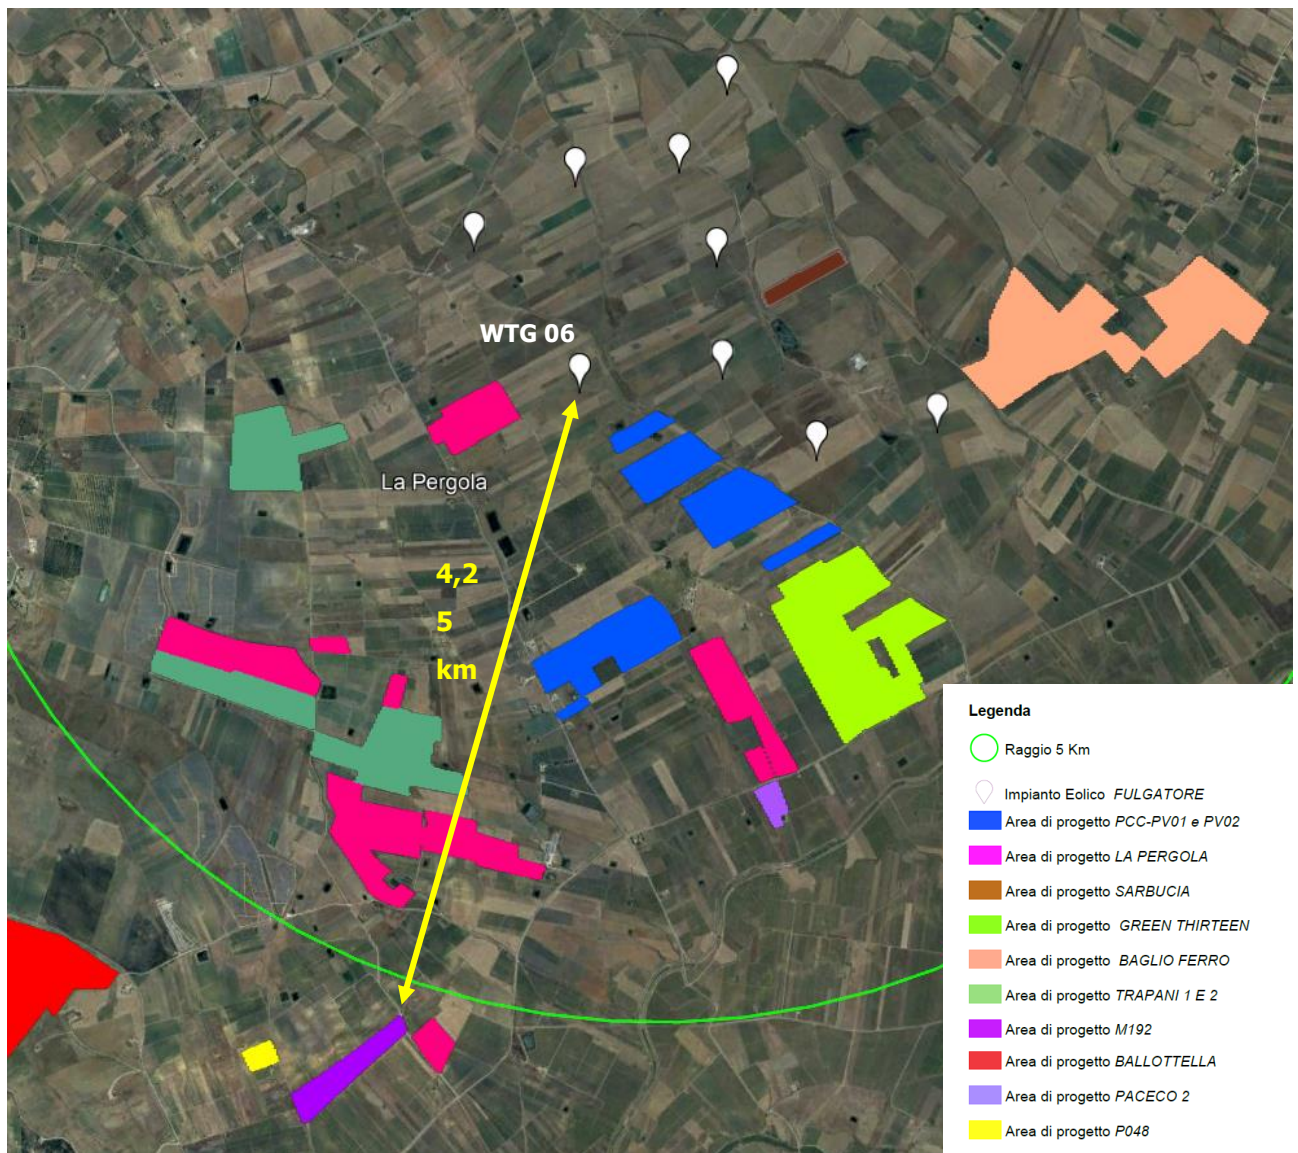 WTG 06
La Pergola
4,2
5
km
Legenda
Raggio 5 Km
Impianto Eolico FULGATORE
Area di progetto PCC-PV01 e PV02
Area di progetto LA PERGOLA
Area di progetto SARBUCIA
Area di progetto GREEN THIRTEEN
Area di progetto BAGLIO FERRO
Area di progetto TRAPANI 1 E 2
Area di progetto M192
Area di progetto BALLOTTELLA
Area di progetto PACECO 2
Area di progetto P048